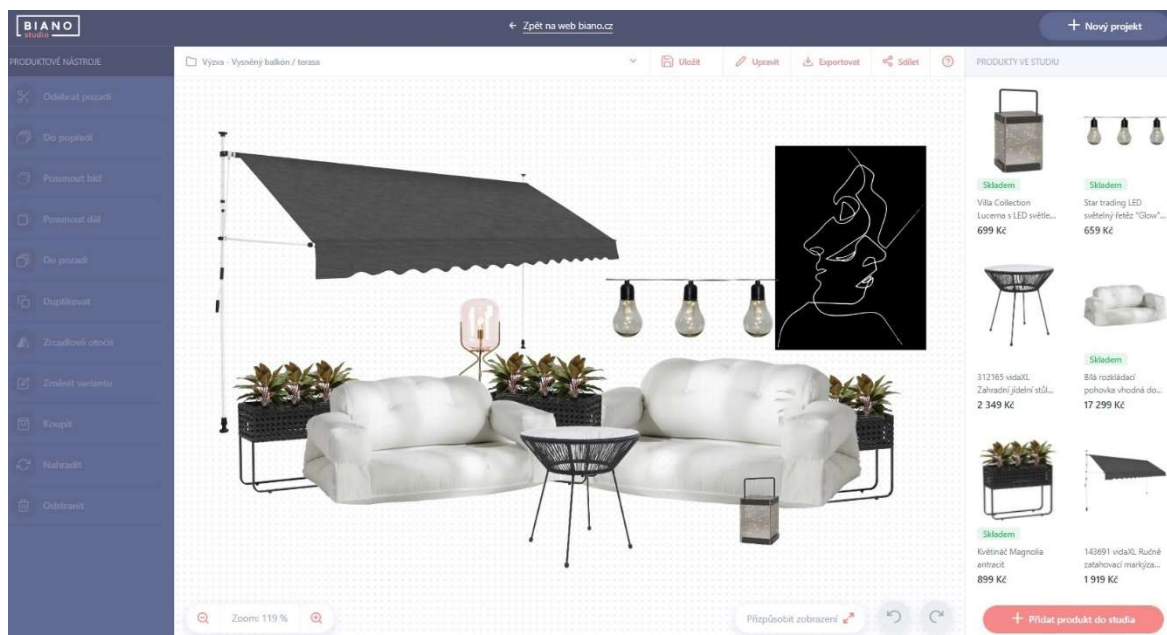 BIANO
studio
← Zpět na web biano.cz
+ Nový projekt
PRODUKTOVÉ NÁSTROJE
Výzva - Vysněný balkón / terasa
Uložit
Upravit
Exportovat
Sdílet
PRODUKTY VE STUDIU
Odebrat pozadí
Do popředí
Posunout blíž
Posunout dál
Do pozadí
Duplikovat
Zrcadlově otočit
Změnit variantu
Koupit
Nahradit
Odstranit
Skladem
Villa Collection
Lucerna s LED světle...
699 Kč
Skladem
Star trading LED
světelný řetěz "Glow"...
659 Kč
312165 vidaXL
Zahradní jídelní stůl...
2 349 Kč
Skladem
Bílá rozkládací
pohovka vhodná do...
17 299 Kč
Skladem
Květináč Magnolia
antracit
899 Kč
143691 vidaXL Ručně
zatahovací markýza...
1 919 Kč
Zoom: 119 %
Přizpůsobit zobrazení
+ Přidat produkt do studia